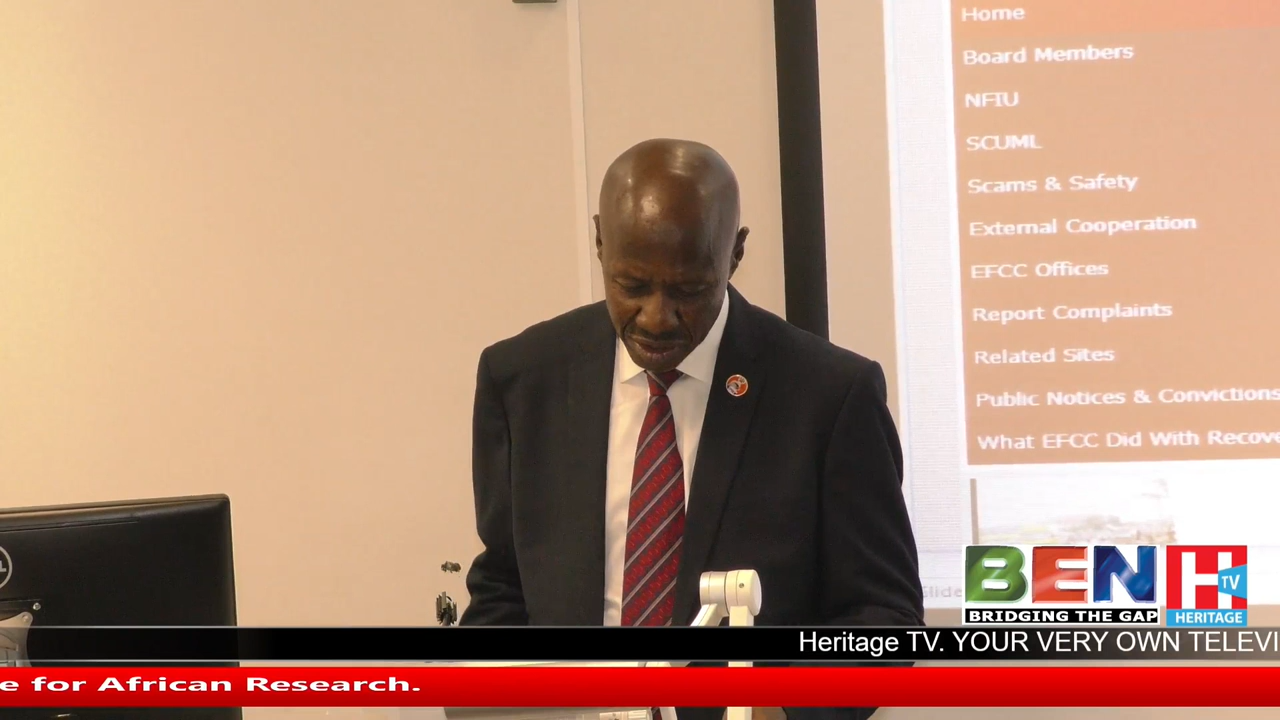 Home
Board Members
NFIU
SCUML
Scams & Safety
External Cooperation
EFCC Offices
Report Complaints
Related Sites
Public Notices & Convictions
What EFCC Did With Recove
BEN
BRIDGING THE GAP
H TV
HERITAGE
Heritage TV. YOUR VERY OWN TELEVI
e for African Research.